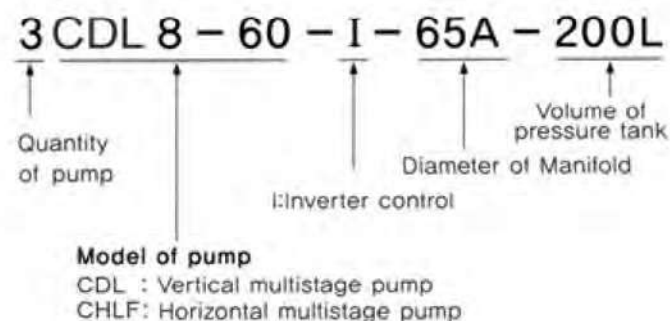 3 CDL 8 – 60 – I – 65A – 200L
Quantity
of pump
Volume of
pressure tank
Diameter of Manifold
I:Inverter control
Model of pump
CDL : Vertical multistage pump
CHLF: Horizontal multistage pump